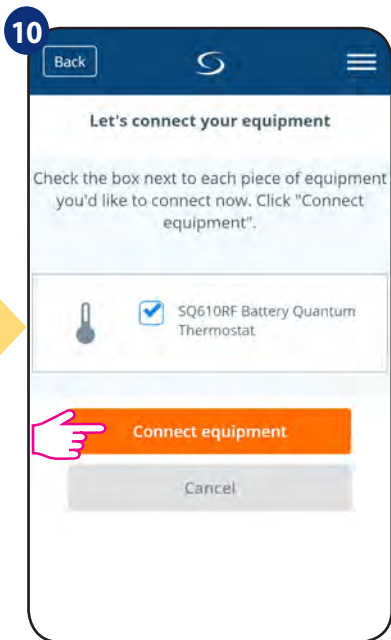 10
Back
Let's connect your equipment
Check the box next to each piece of equipment
you'd like to connect now. Click "Connect
equipment".
SQ610RF Battery Quantum
Thermostat
Connect equipment
Cancel